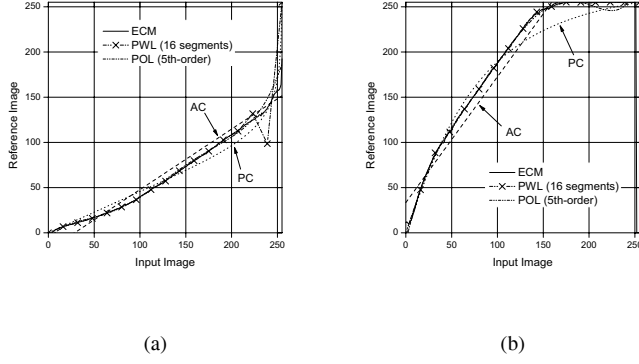 250
200
150
100
50
0
Reference Image
ECM
PWL (16 segments)
POL (5th-order)
AC
PC
0 50 100 150 200 250
Input Image
(a)
250
200
150
100
50
0
Reference Image
PC
AC
ECM
PWL (16 segments)
POL (5th-order)
0 50 100 150 200 250
Input Image
(b)